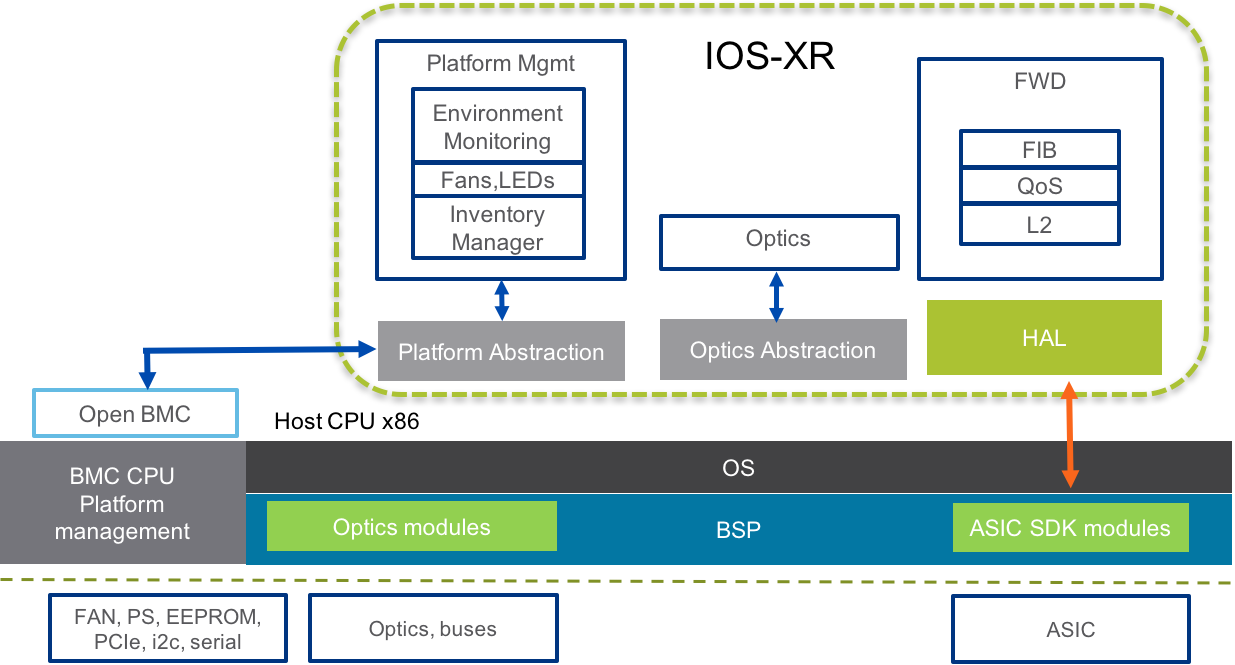 IOS-XR
Platform Mgmt
Environment
Monitoring
Fans,LEDs
Inventory
Manager
Optics
FWD
FIB
QoS
L2
Platform Abstraction
Optics Abstraction
HAL
Open BMC
Host CPU x86
BMC CPU
Platform
management
OS
Optics modules
BSP
ASIC SDK modules
FAN, PS, EEPROM,
PCIe, i2c, serial
Optics, buses
ASIC